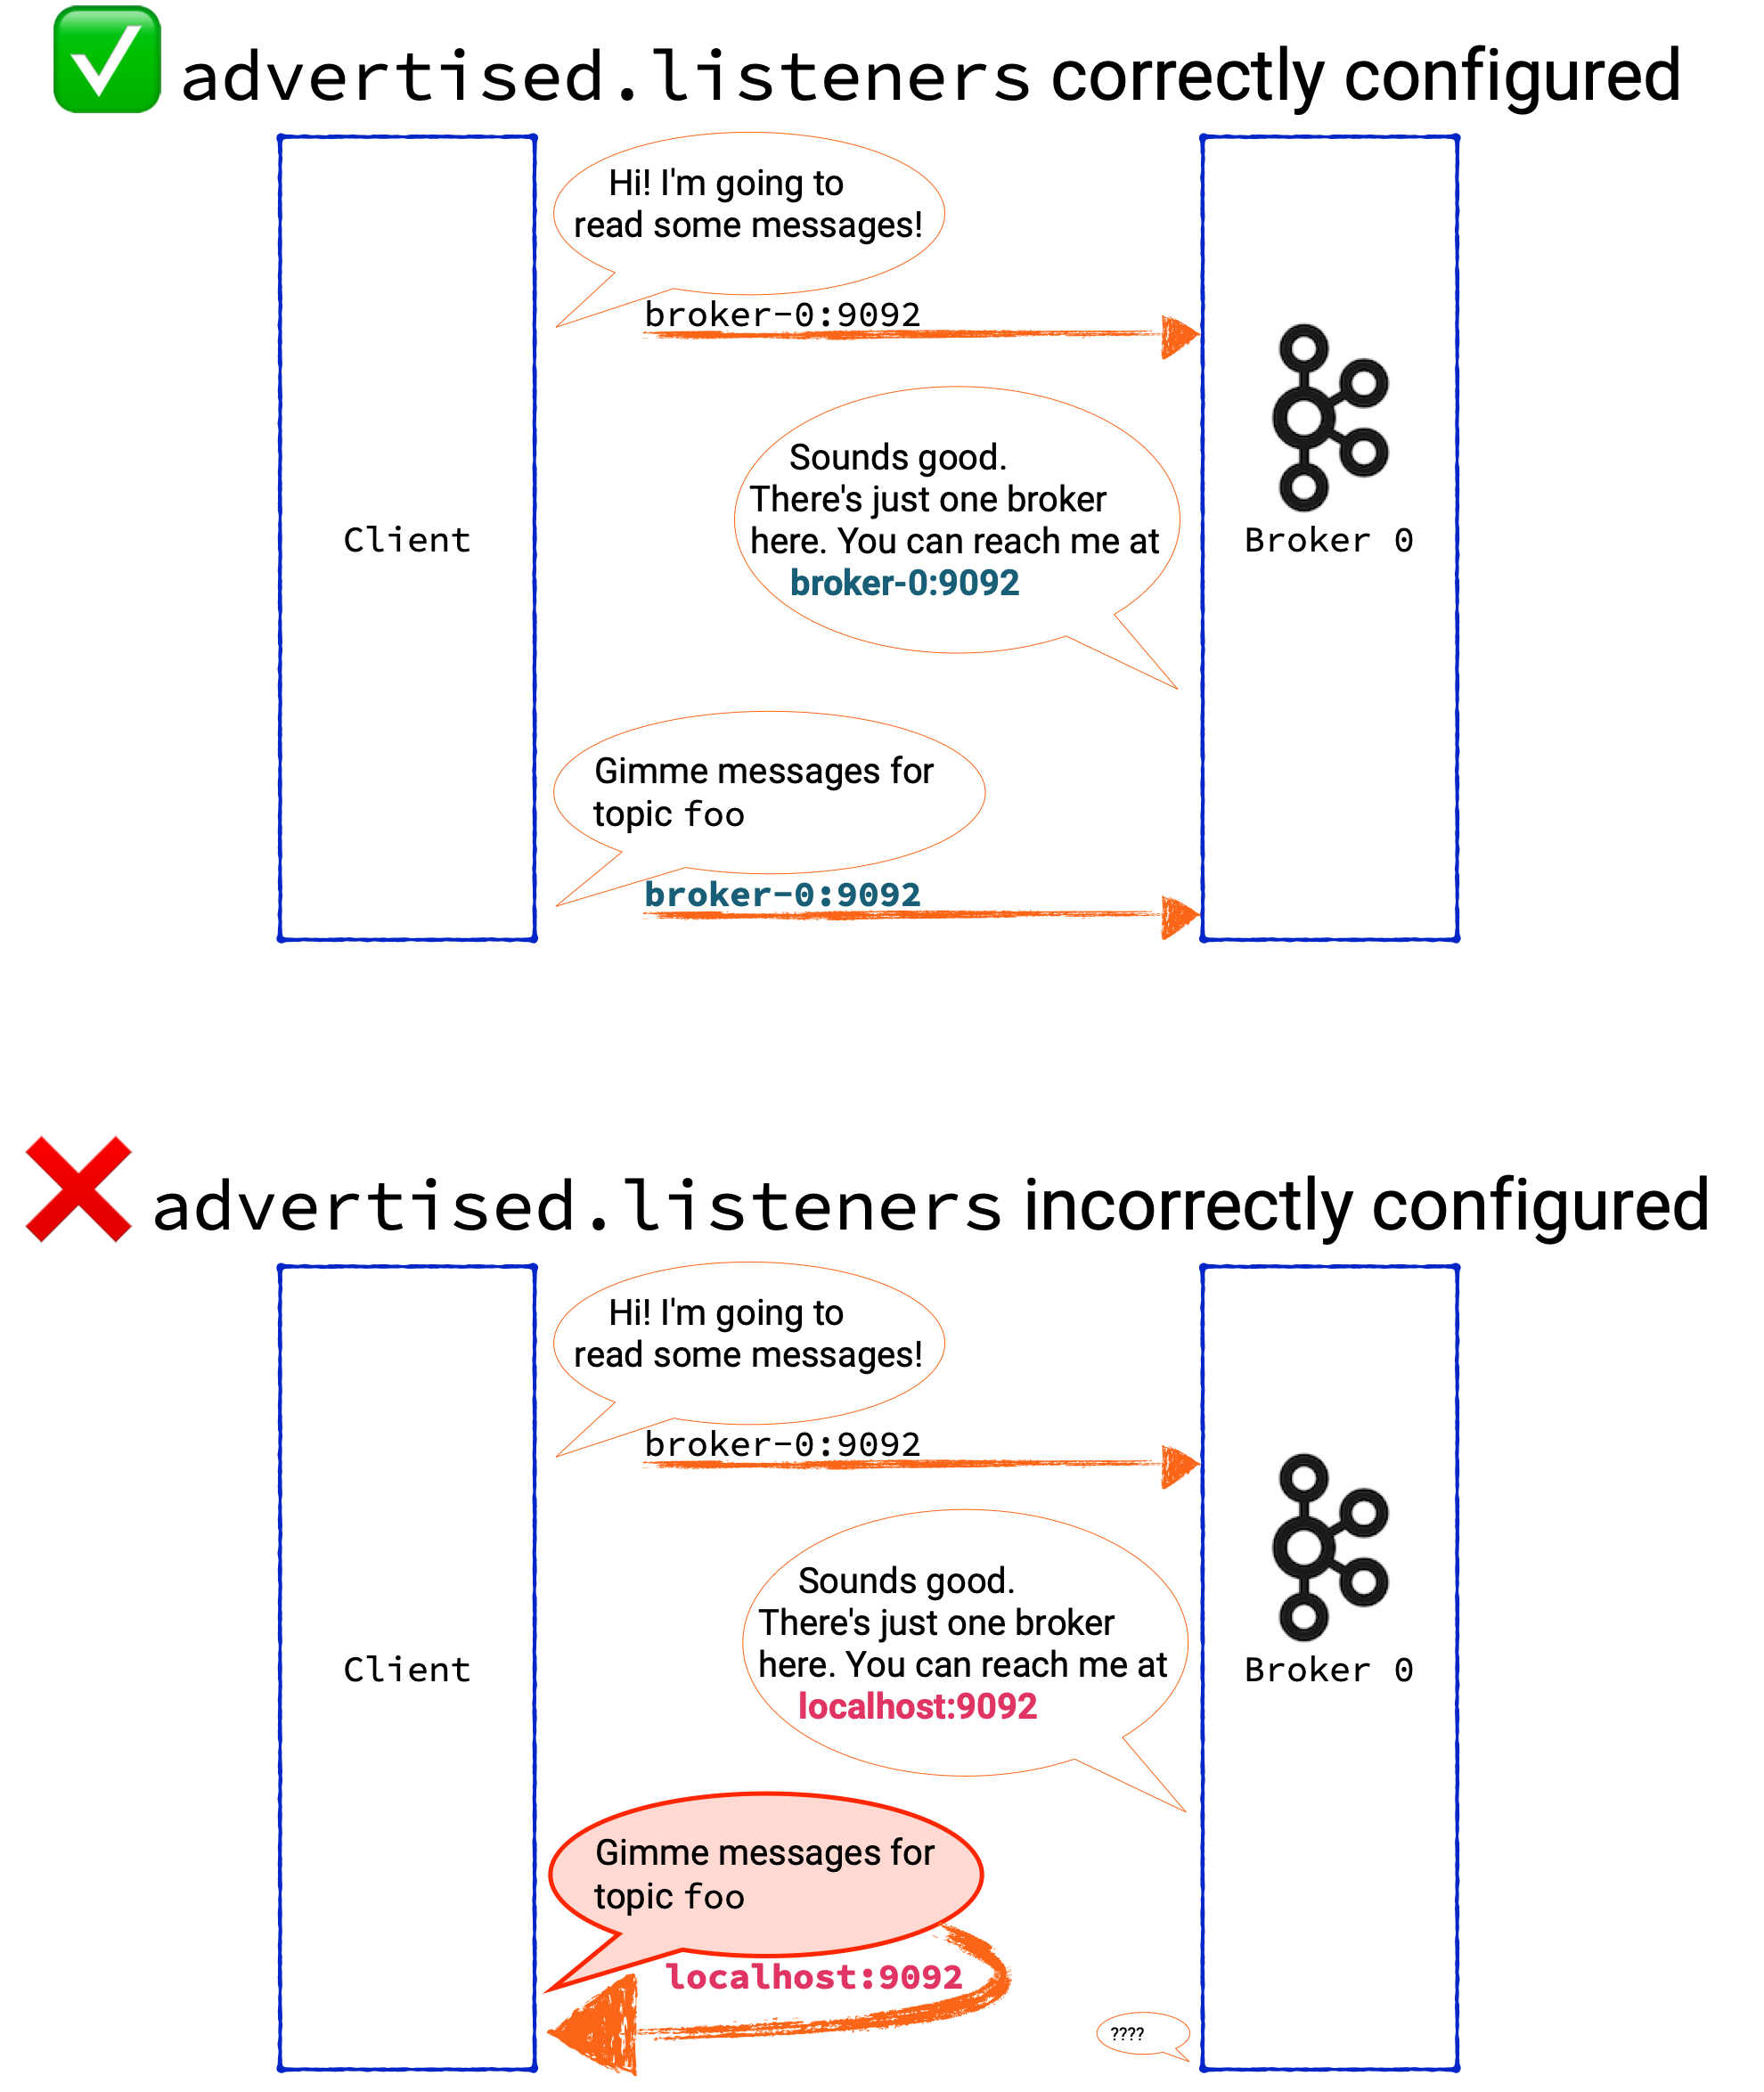 advertised.listeners correctly configured
Hi! I'm going to
read some messages!
broker-0:9092
Sounds good.
There's just one broker
here. You can reach me at
broker-0:9092
Client
Broker 0
Gimme messages for
topic foo
broker-0:9092
advertised.listeners incorrectly configured
Hi! I'm going to
read some messages!
broker-0:9092
Sounds good.
There's just one broker
here. You can reach me at
localhost:9092
Client
Broker 0
Gimme messages for
topic foo
localhost:9092
????